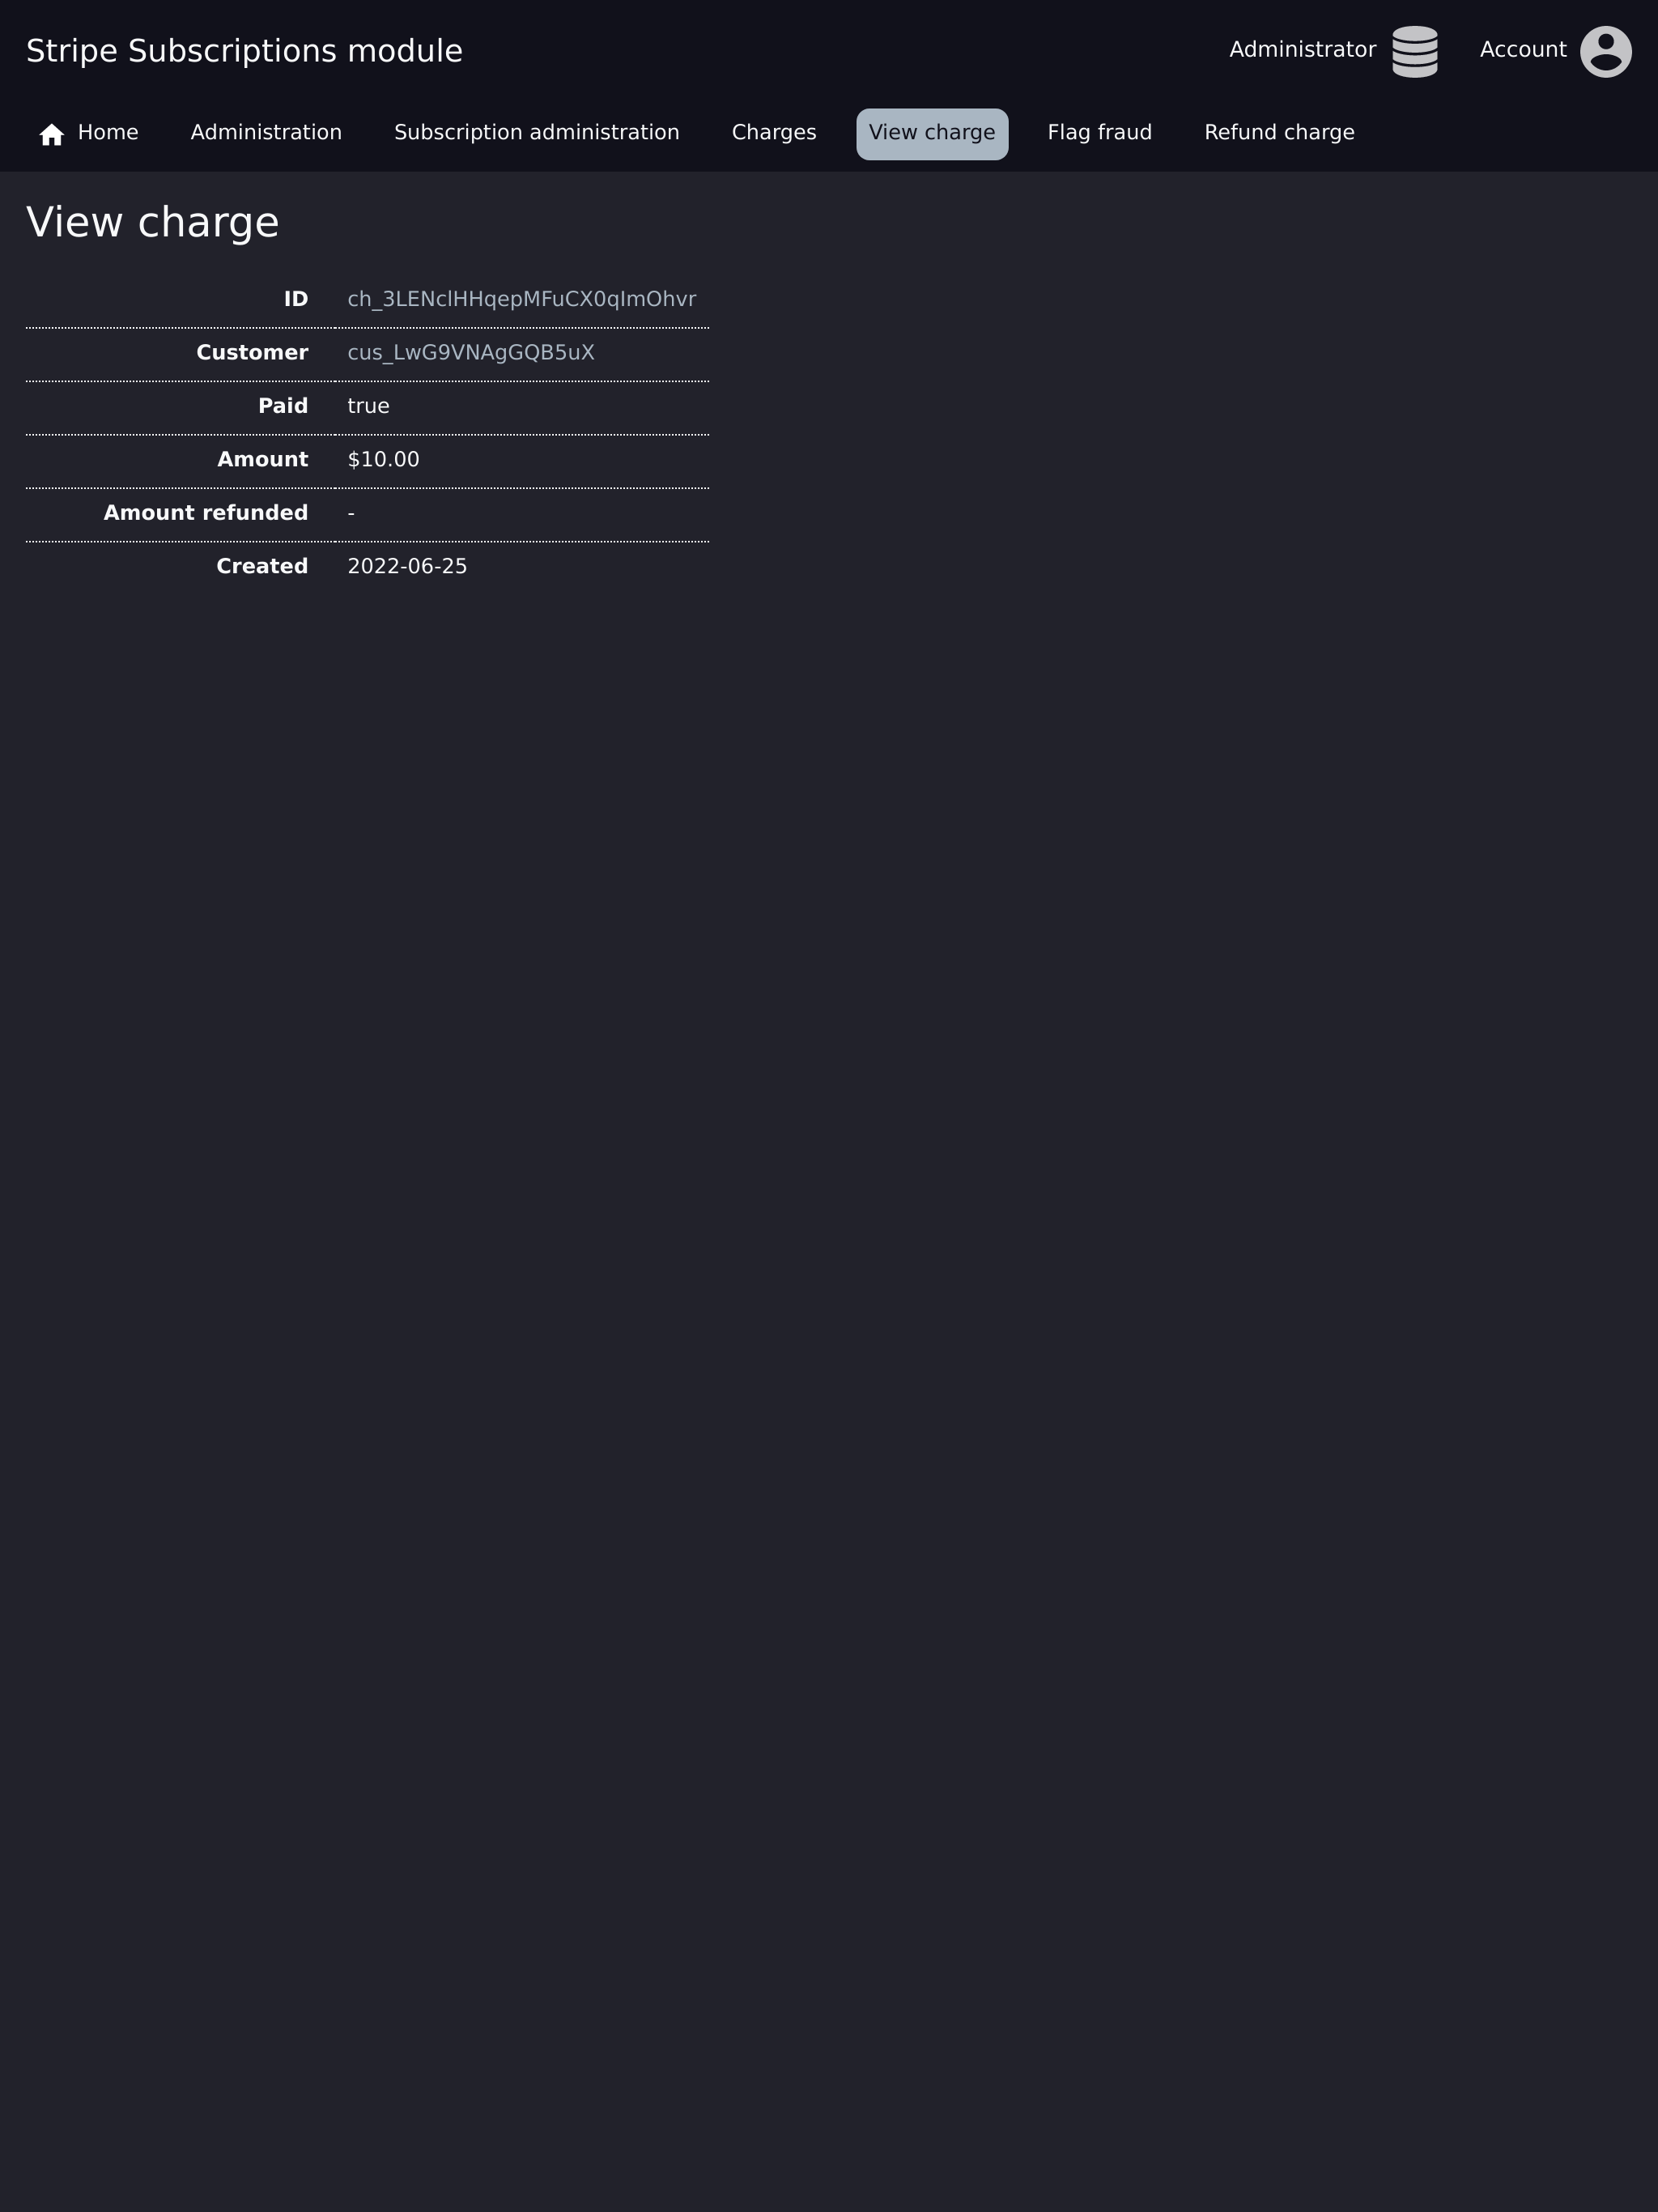 Stripe Subscriptions module
Administrator
Account
Home Administration Subscription administration Charges View charge Flag fraud Refund charge
View charge
ID ch_3LENclHHqepMFuCX0qImOhvr
Customer cus_LwG9VNAgGQB5uX
Paid true
Amount $10.00
Amount refunded -
Created 2022-06-25